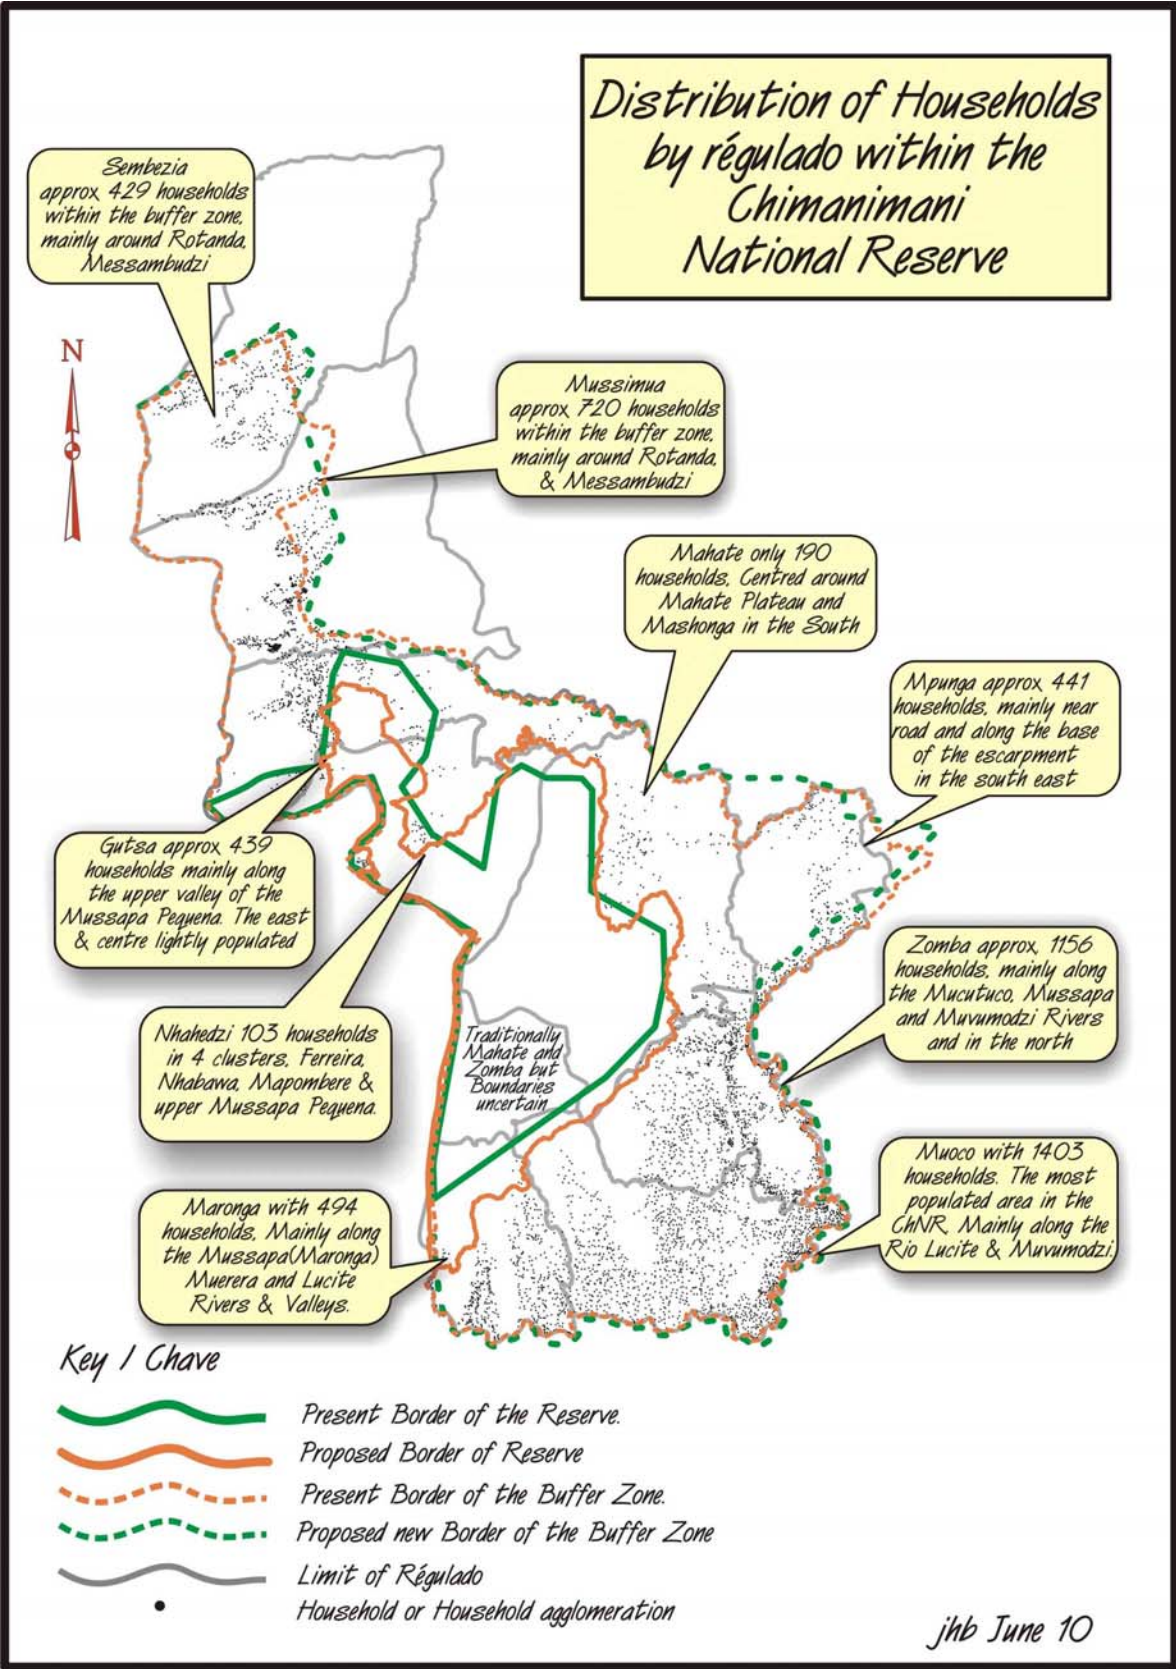 Distribution of Households
by régulado within the
Chimanimani
National Reserve
Sembezia
approx 429 households
within the buffer zone,
mainly around Rotanda,
Messambudzi
N
Mussimua
approx 720 households
within the buffer zone,
mainly around Rotanda,
& Messambudzi
Mahate only 190
households, Centred around
Mahate Plateau and
Mashonga in the South
Mpunga approx 441
households, mainly near
road and along the base
of the escarpment
in the south east
Gutsa approx 439
households mainly along
the upper valley of the
Mussapa Pequena. The east
& centre lightly populated
Zomba approx 1156
households, mainly along
the Mucutuco, Mussapa
and Muvumodzi Rivers
and in the north
Nhahedzi 103 households
in 4 clusters, Ferreira,
Nhabawa, Mapombere &
upper Mussapa Pequena.
Traditionally
Mahate and
Zomba but
Boundaries
uncertain
Muoco with 1403
households. The most
populated area in the
ChNR. Mainly along the
Rio Lucite & Muvumodzi.
Maronga with 494
households, Mainly along
the Mussapa(Maronga)
Muerera and Lucite
Rivers & Valleys.
Key / Chave
Present Border of the Reserve.
Proposed Border of Reserve
Present Border of the Buffer Zone.
Proposed new Border of the Buffer Zone
Limit of Régulado
Household or Household agglomeration
jhb June 10